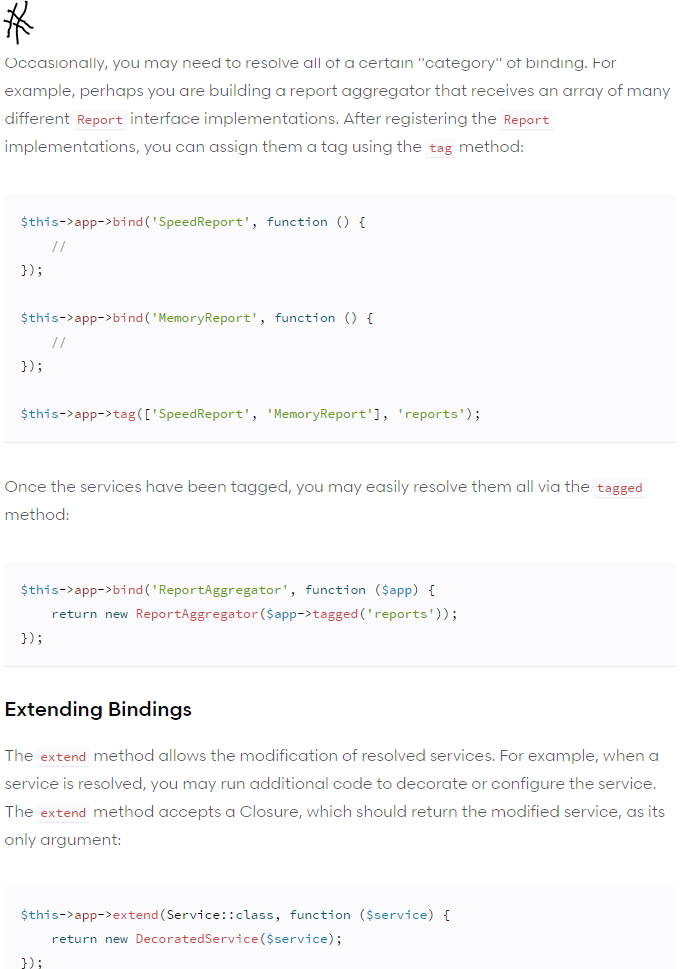 Occasionally, you may need to resolve all of a certain "category" of binding. For
example, perhaps you are building a report aggregator that receives an array of many
different Report interface implementations. After registering the Report
implementations, you can assign them a tag using the tag method:
$this->app->bind('SpeedReport', function () {
    //
});
$this->app->bind('MemoryReport', function () {
    //
});
$this->app->tag(['SpeedReport', 'MemoryReport'], 'reports');
Once the services have been tagged, you may easily resolve them all via the tagged
method:
$this->app->bind('ReportAggregator', function ($app) {
    return new ReportAggregator($app->tagged('reports'));
});
Extending Bindings
The extend method allows the modification of resolved services. For example, when a
service is resolved, you may run additional code to decorate or configure the service.
The extend method accepts a Closure, which should return the modified service, as its
only argument:
$this->app->extend(Service::class, function ($service) {
    return new DecoratedService($service);
});